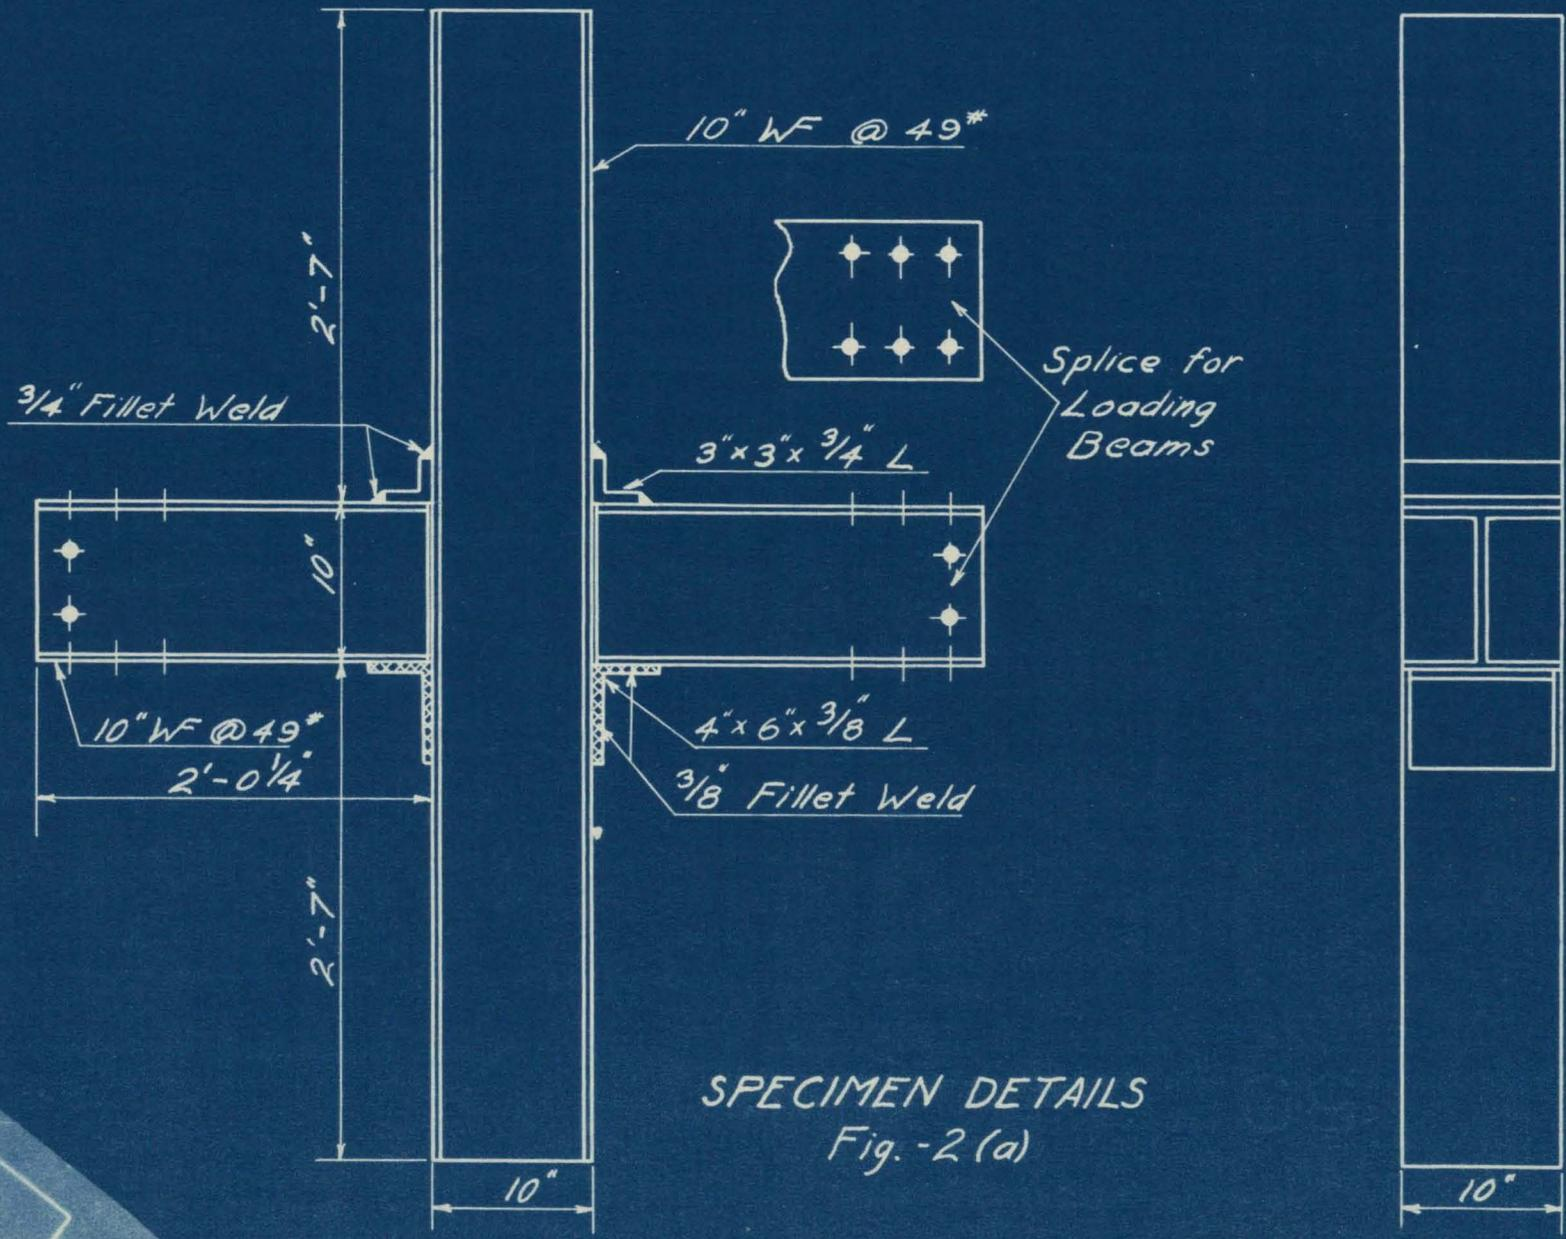 10" WF @ 49#
2'-7"
3/4" Fillet Weld
Splice for
Loading
Beams
3" x 3" x 3/4" L
10"
10" WF @ 49#
2'-0 1/4"
4" x 6" x 3/8 L
3/8" Fillet Weld
2'-7"
SPECIMEN DETAILS
Fig.-2(a)
10"
10"